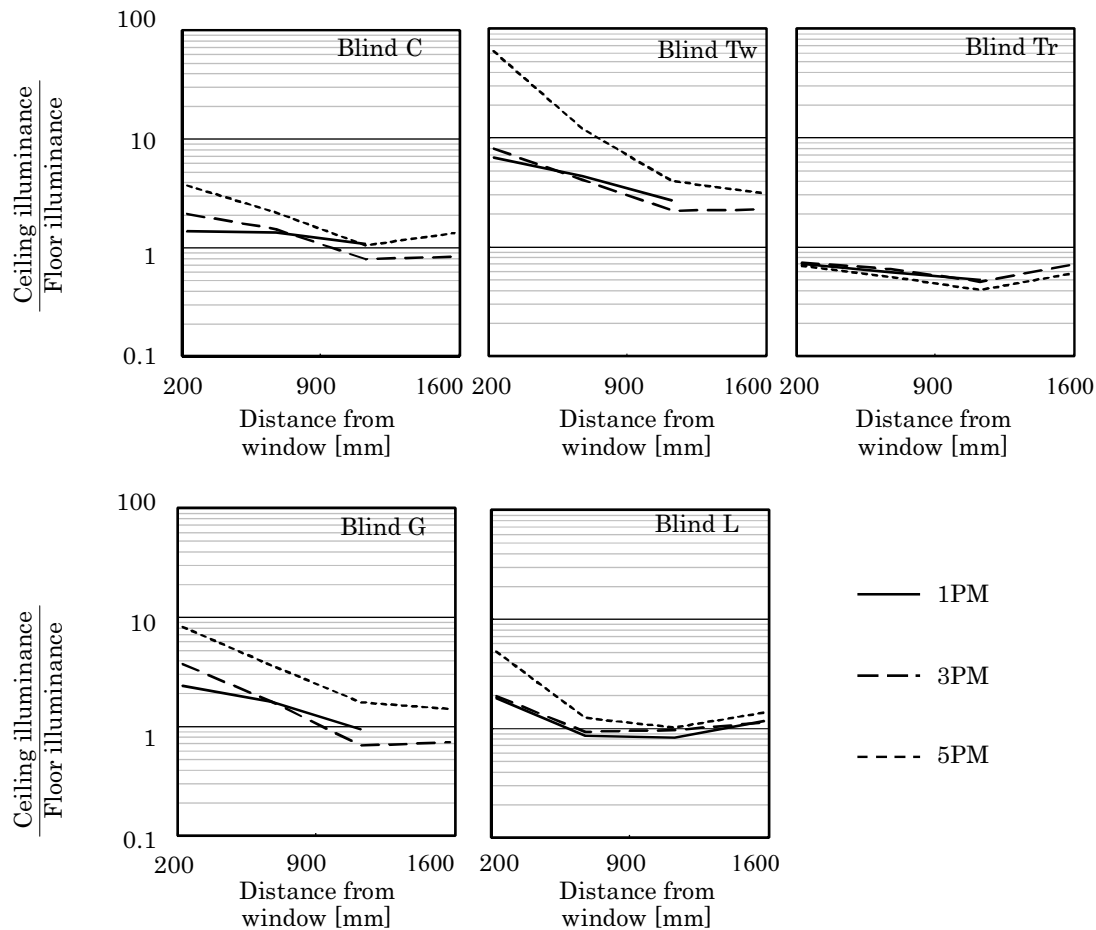 Blind C
Blind Tw
Blind Tr
100
10
1
0.1
Ceiling illuminance
Floor illuminance
200 900 1600
200 900 1600
200 900 1600
Distance from
window [mm]
Distance from
window [mm]
Distance from
window [mm]
Blind G
Blind L
100
10
1
0.1
Ceiling illuminance
Floor illuminance
200 900 1600
200 900 1600
Distance from
window [mm]
Distance from
window [mm]
1PM
3PM
5PM